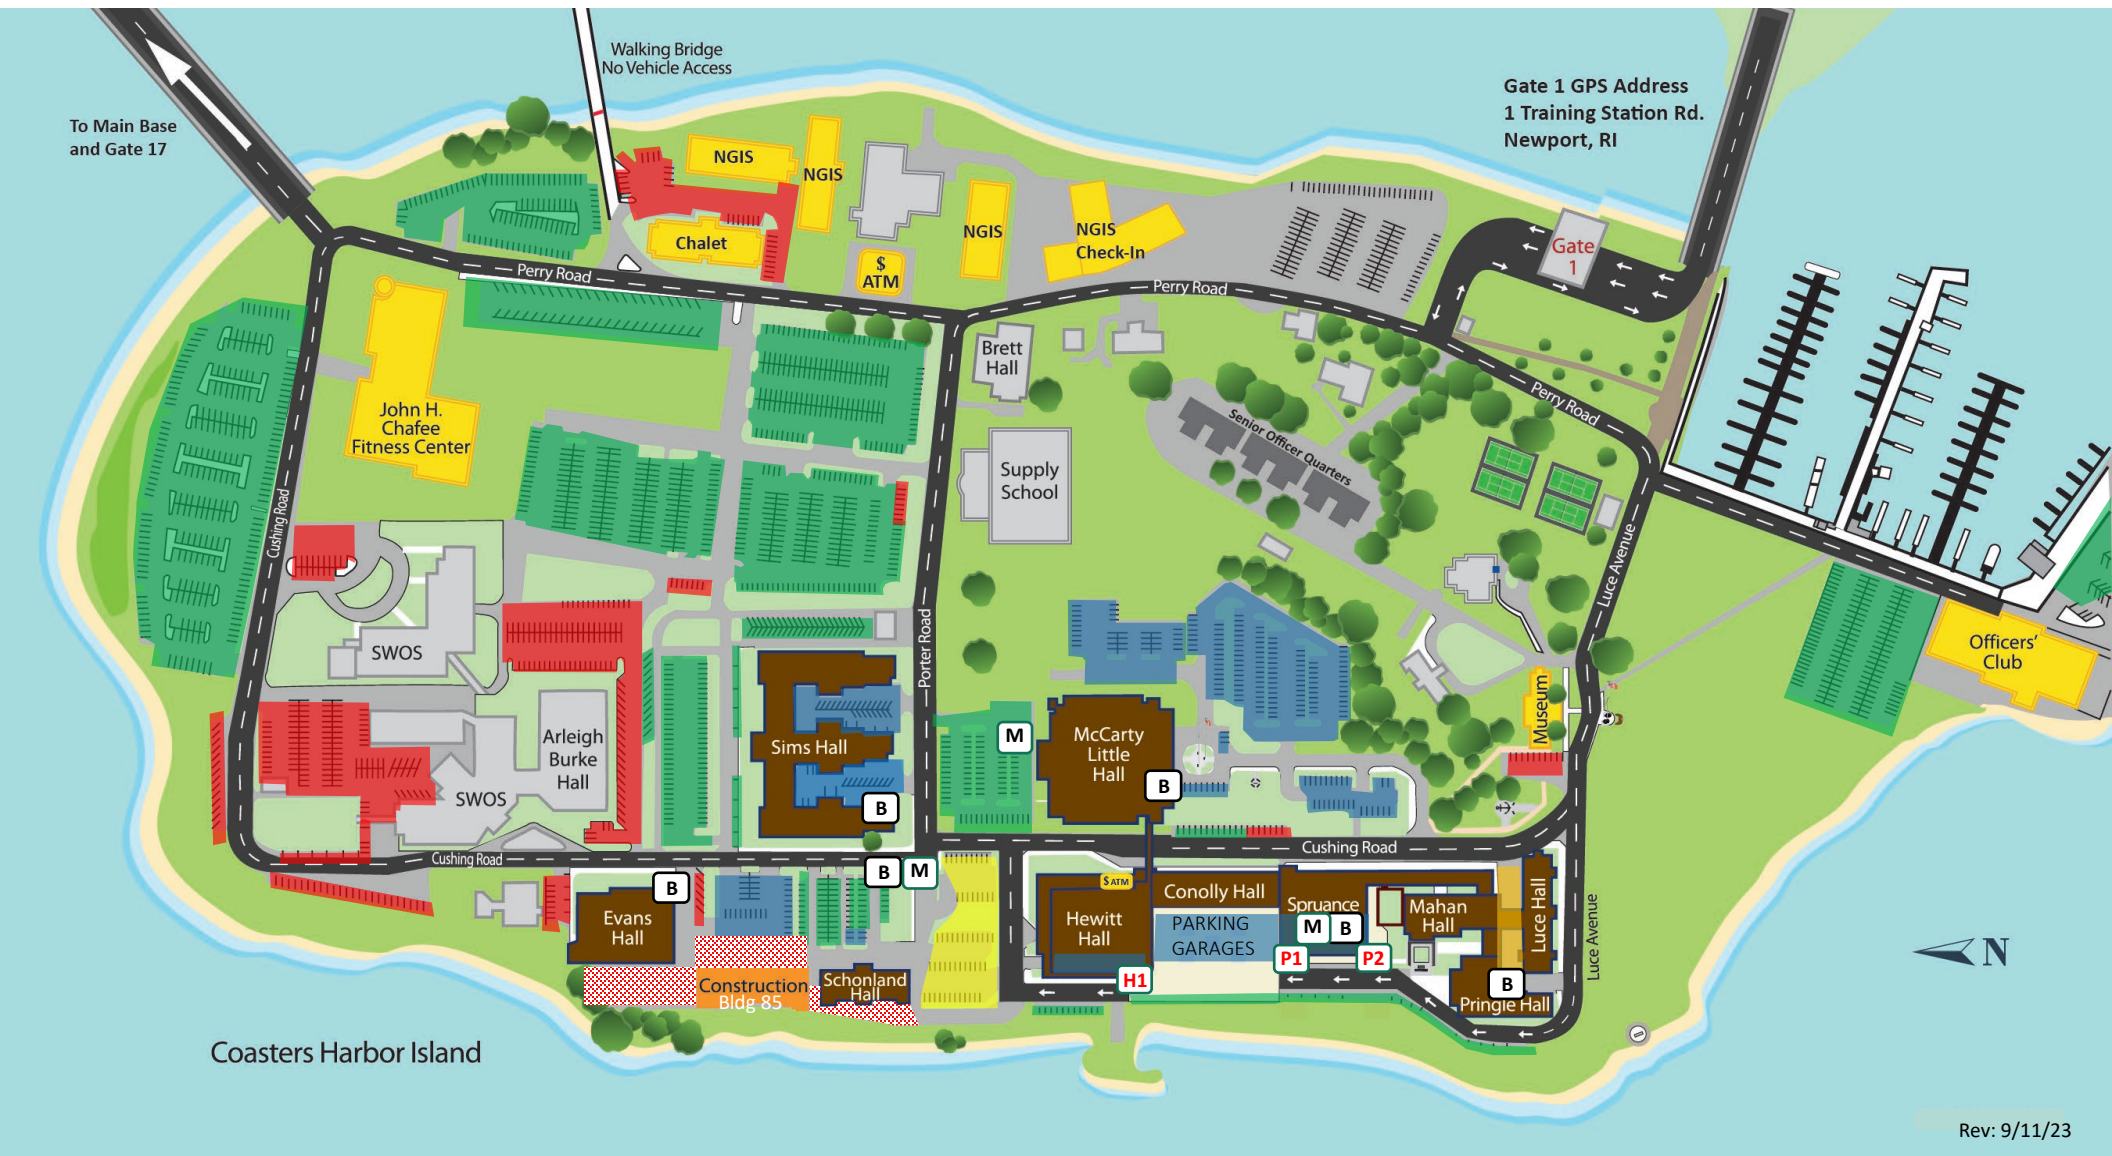 Walking Bridge
No Vehicle Access
Gate 1 GPS Address
1 Training Station Rd.
Newport, RI
To Main Base
and Gate 17
NGIS
NGIS
Chalet
NGIS
NGIS
Check-In
$
ATM
Gate
1
Perry Road
Perry Road
Perry Road
Brett
Hall
John H.
Chafee
Fitness Center
Senior Officer Quarters
Supply
School
Cushing Road
Luce Avenue
Porter Road
SWOS
Officers'
Club
Museum
Arleigh
Burke
Hall
Sims Hall
M
McCarty
Little
Hall
B
B
SWOS
Cushing Road
Cushing Road
B
M
B
$ ATM
Conolly Hall
Evans
Hall
Hewitt
Hall
Spruance
PARKING
GARAGES
M
B
Mahan
Hall
Luce Hall
Luce Avenue
N
P1
P2
H1
B
Pringle Hall
Schonland
Hall
Construction
Bldg 85
Coasters Harbor Island
Rev: 9/11/23